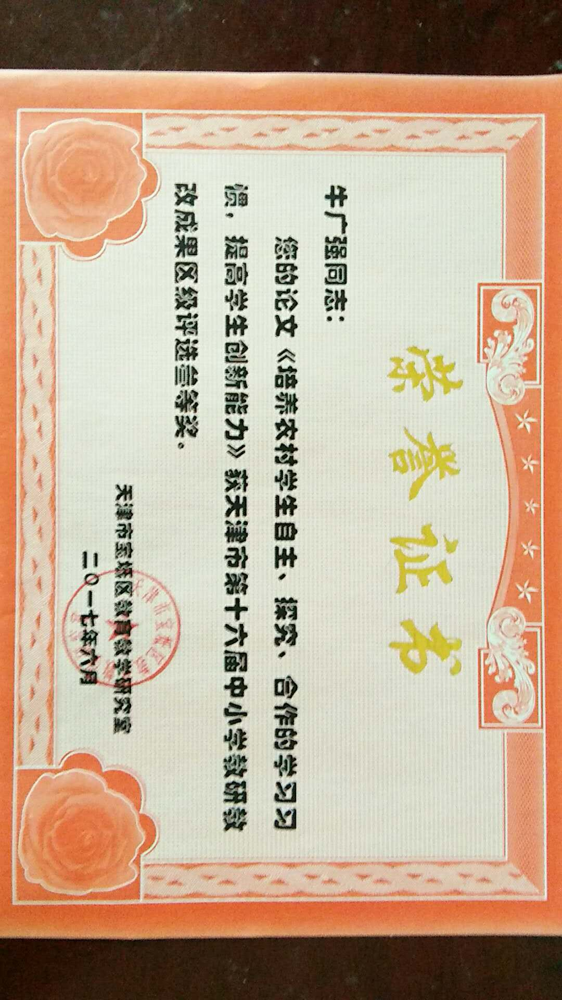 荣誉证书
牛广强同志：
您的论文《培养农村学生自主、探究、合作的学习习
惯，提高学生创新能力》获天津市第十六届中小学教研教
改成果区级评选叁等奖。
天津市宝坻区教育教学研究室
二〇一七年六月